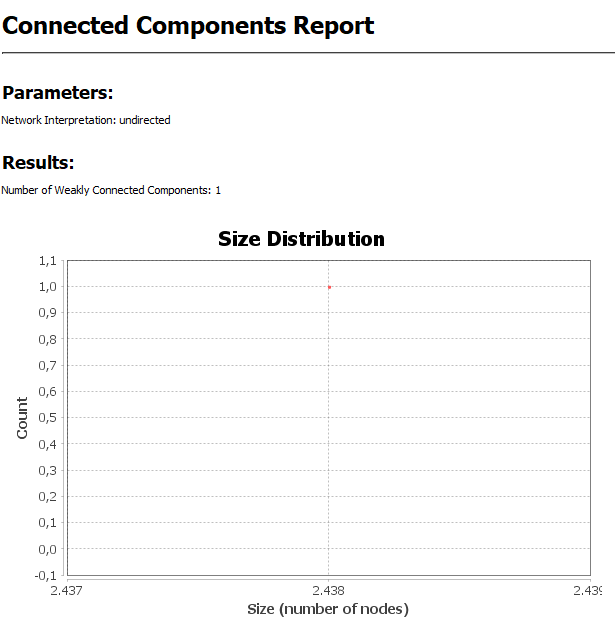 Connected Components Report
Parameters:
Network Interpretation: undirected
Results:
Number of Weakly Connected Components: 1
Size Distribution
1,1
1,0
0,9
0,8
0,7
0,6
0,5
0,4
0,3
0,2
0,1
0,0
-0,1
Count
2.437 2.438 2.439
Size (number of nodes)